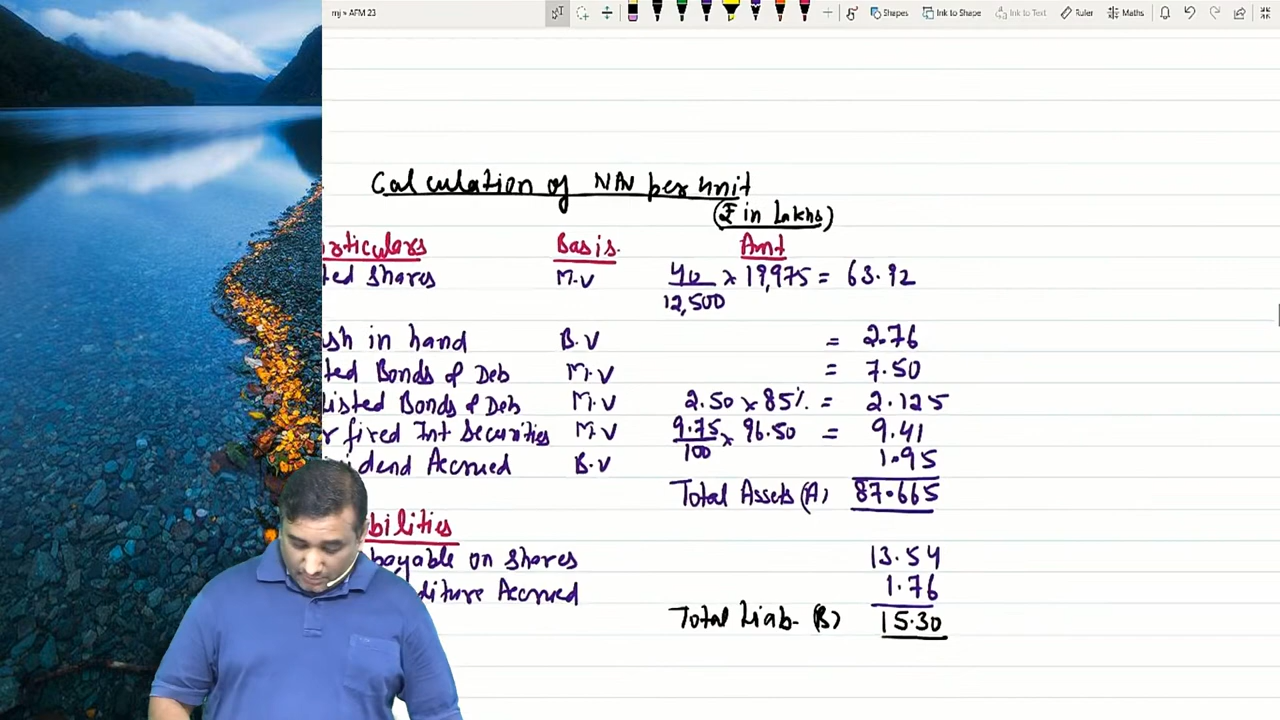 mj » AFM 23
Shapes Ink to Shape Ink to Text Ruler Maths
Calculation of NAV per Unit
(₹ in Lakhs)
rticulars Basis. Amt
ted Shares M.V 40/12,500 × 19,975 = 63.92
sh in hand B.V = 2.76
ted Bonds & Deb M.V = 7.50
listed Bonds & Deb M.V 2.50 × 85% = 2.125
r fixed Int Securities M.V 9.75/100 × 96.50 = 9.41
idend Accrued B.V 1.95
Total Assets (A) 87.665
bilities
payable on shares 13.54
diture Accrued 1.76
Total Liab. (B) 15.30